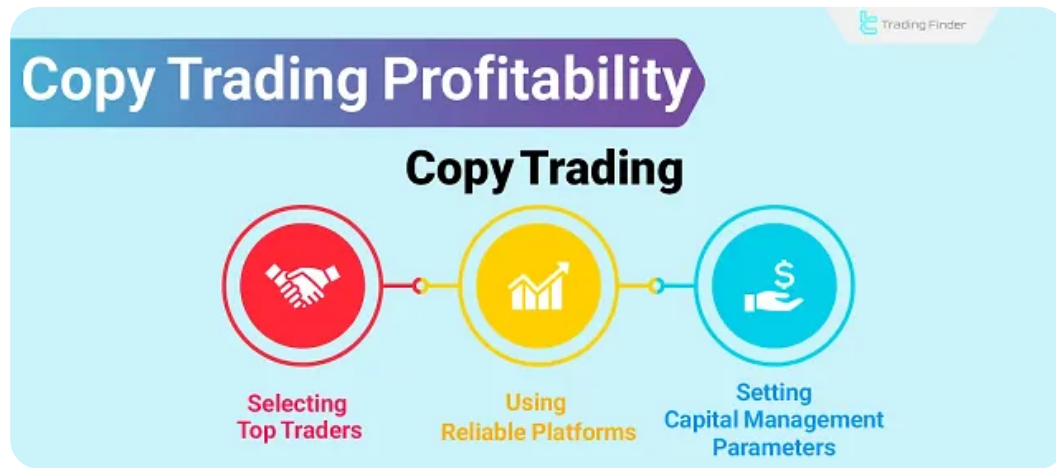 Trading Finder
Copy Trading Profitability
Copy Trading
Selecting
Top Traders
Using
Reliable Platforms
Setting
Capital Management
Parameters